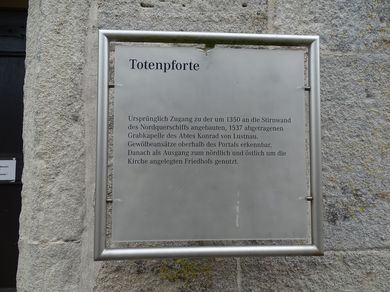 Totenpforte
Ursprünglich Zugang zu der um 1350 an die Stirnwand
des Nordquerschiffs angebauten, 1537 abgetragenen
Grabkapelle des Abtes Konrad von Lustnau.
Gewölbeansätze oberhalb des Portals erkennbar.
Danach als Ausgang zum nördlich und östlich um die
Kirche angelegten Friedhofs genutzt.